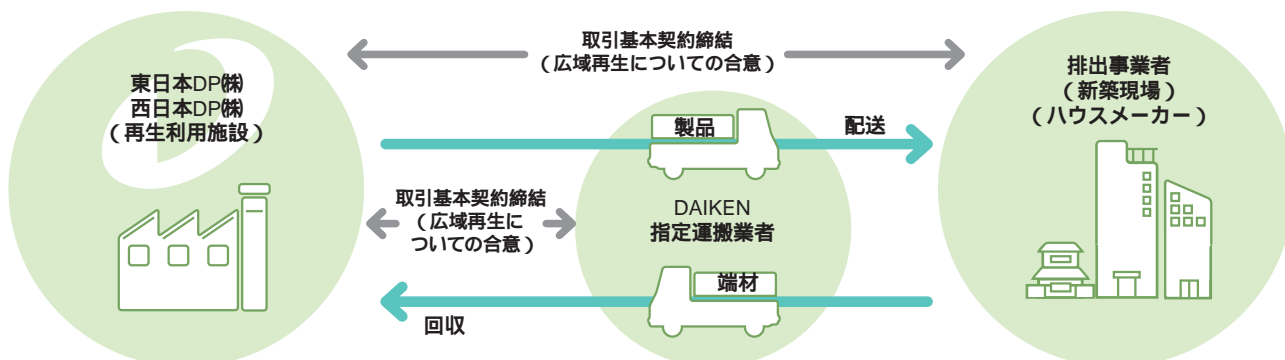 取引基本契約締結
（広域再生についての合意）
東日本DP㈱
西日本DP㈱
（再生利用施設）
排出事業者
（新築現場）
（ハウスメーカー）
製品
配送
取引基本契約締結
（広域再生に
ついての合意）
DAIKEN
指定運搬業者
端材
回収